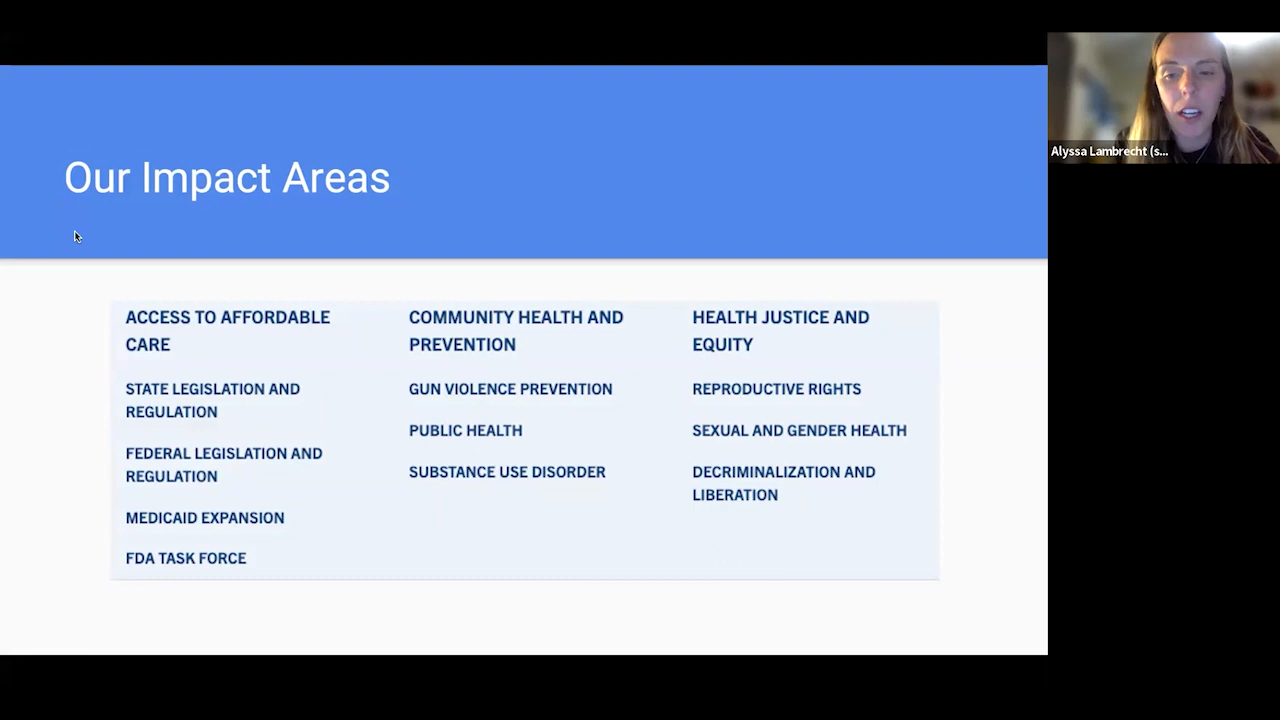 Our Impact Areas
ACCESS TO AFFORDABLE
CARE
STATE LEGISLATION AND
REGULATION
FEDERAL LEGISLATION AND
REGULATION
MEDICAID EXPANSION
FDA TASK FORCE
COMMUNITY HEALTH AND
PREVENTION
GUN VIOLENCE PREVENTION
PUBLIC HEALTH
SUBSTANCE USE DISORDER
HEALTH JUSTICE AND
EQUITY
REPRODUCTIVE RIGHTS
SEXUAL AND GENDER HEALTH
DECRIMINALIZATION AND
LIBERATION
Alyssa Lambrecht (s...